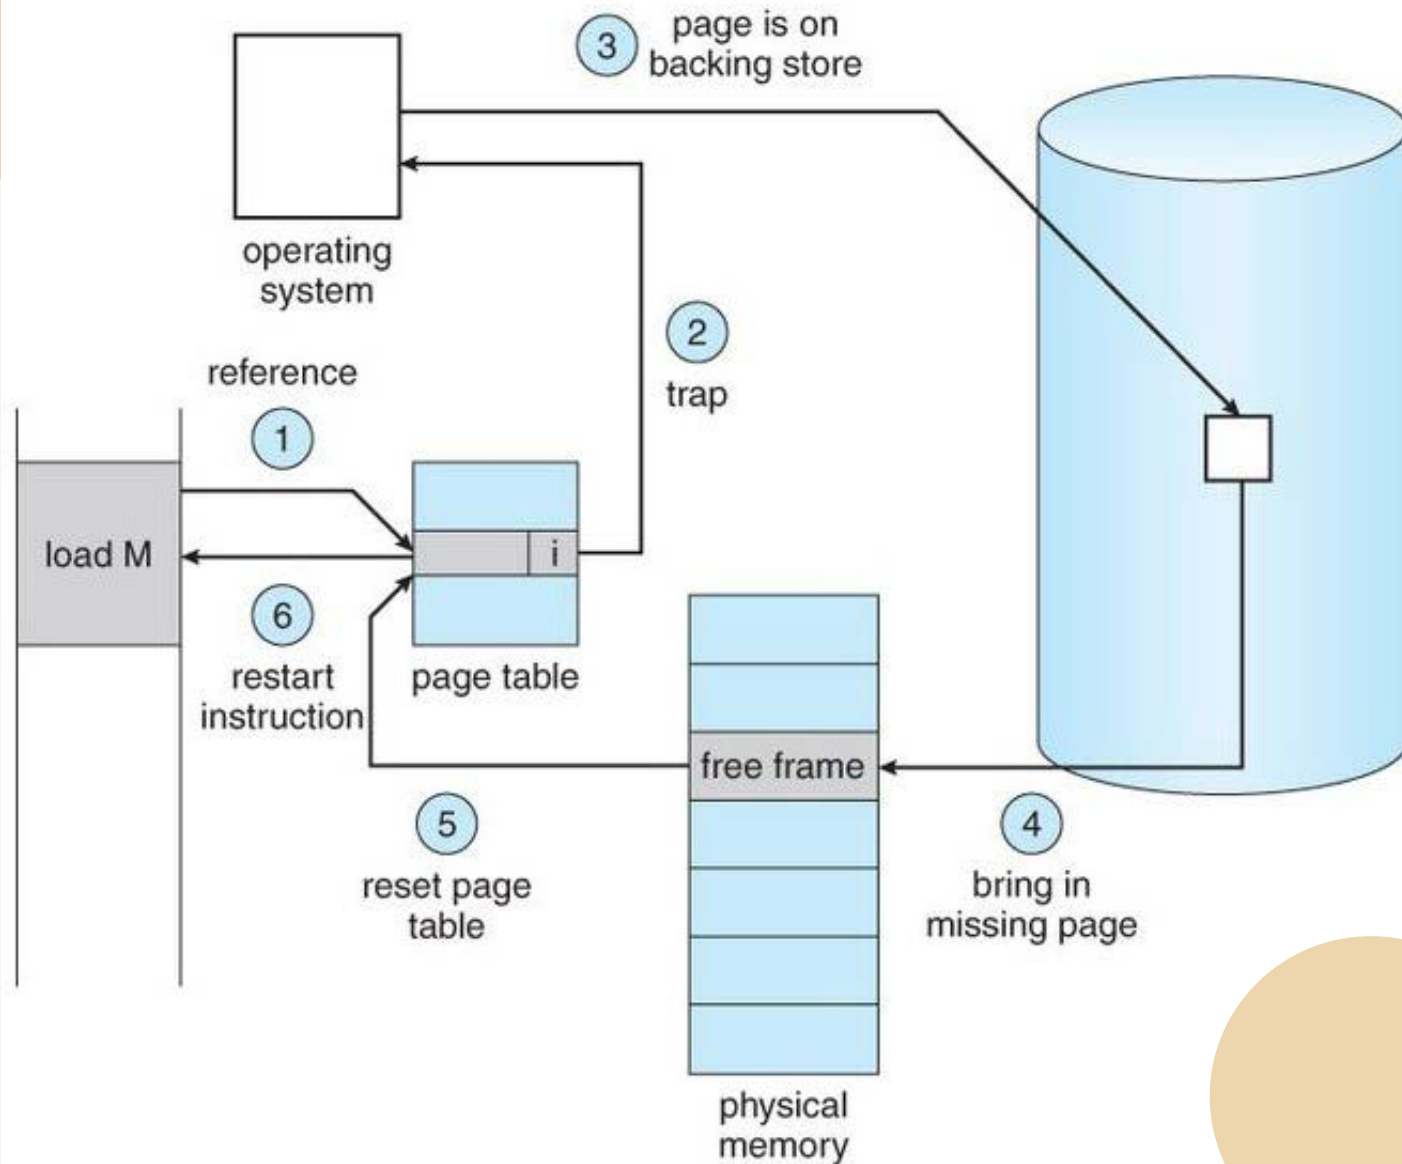 3
page is on
backing store
operating
system
2
trap
reference
1
load M
i
6
restart
instruction
page table
free frame
5
reset page
table
4
bring in
missing page
physical
memory